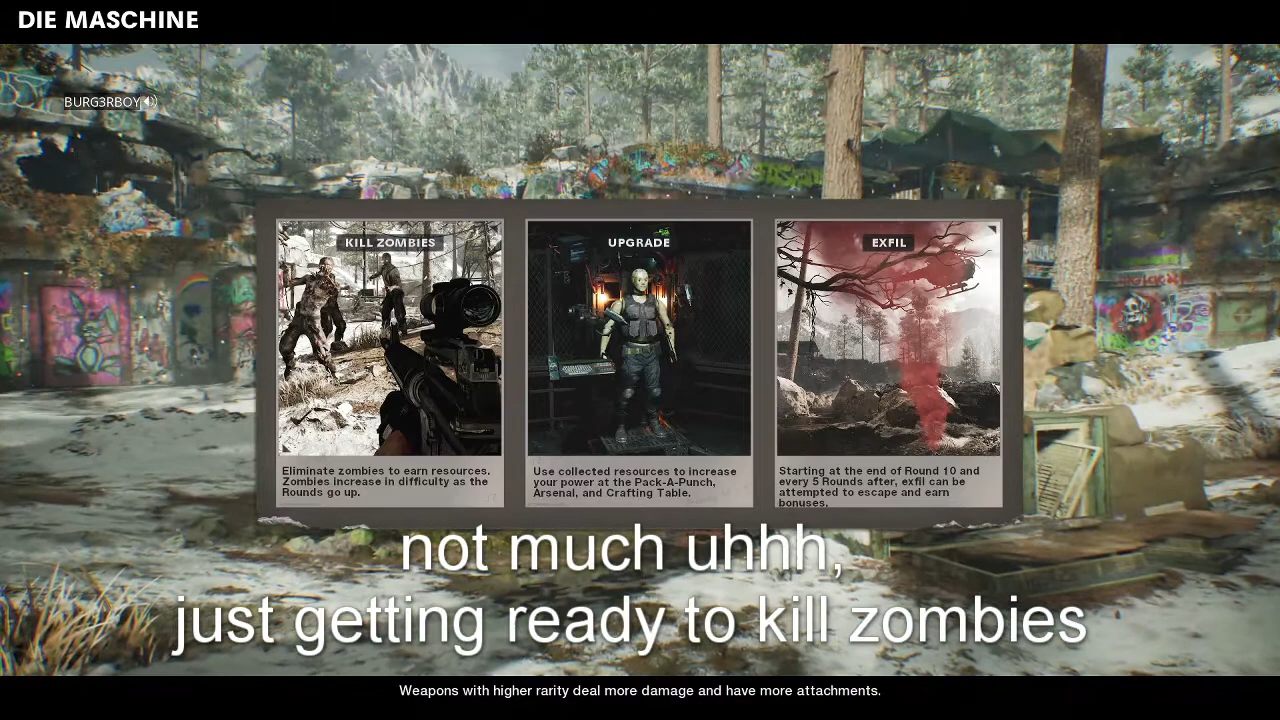 DIE MASCHINE
BURG3RBOY
KILL ZOMBIES
Eliminate zombies to earn resources.
Zombies increase in difficulty as the
Rounds go up.
UPGRADE
Use collected resources to increase
your power at the Pack-A-Punch,
Arsenal, and Crafting Table.
EXFIL
Starting at the end of Round 10 and
every 5 Rounds after, exfil can be
attempted to escape and earn
bonuses.
not much uhhh,
just getting ready to kill zombies
Weapons with higher rarity deal more damage and have more attachments.